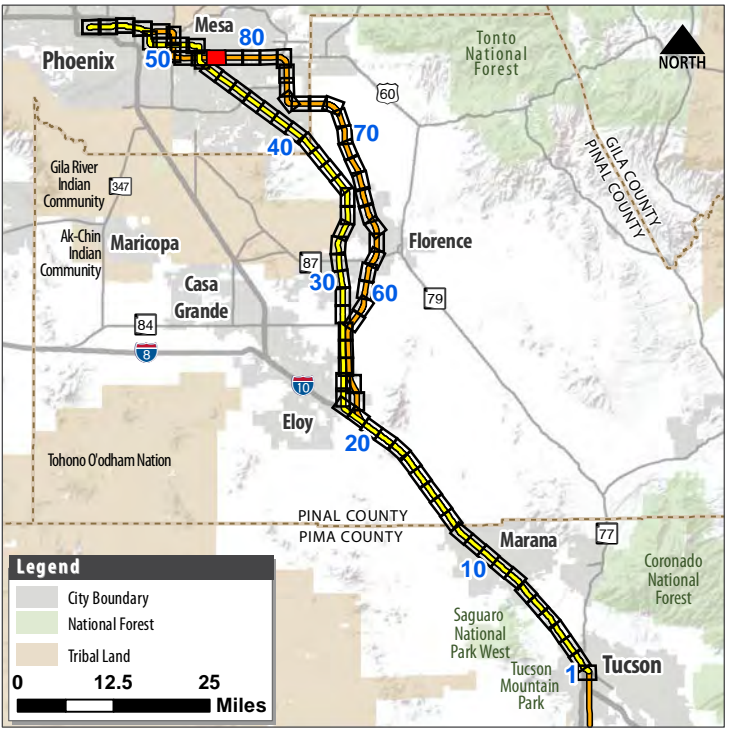 Mesa
80
Phoenix
50
Tonto
National
Forest
NORTH
60
70
40
GILA COUNTY
PINAL COUNTY
Gila River
Indian
Community
347
Ak-Chin
Indian
Community
Maricopa
Florence
87
Casa
Grande
30
60
79
84
8
10
Eloy
20
Tohono O'odham Nation
PINAL COUNTY
PIMA COUNTY
Marana
77
10
Coronado
National
Forest
Saguaro
National
Park West
Tucson
Mountain
Park
1
Tucson
Legend
City Boundary
National Forest
Tribal Land
0 12.5 25
Miles